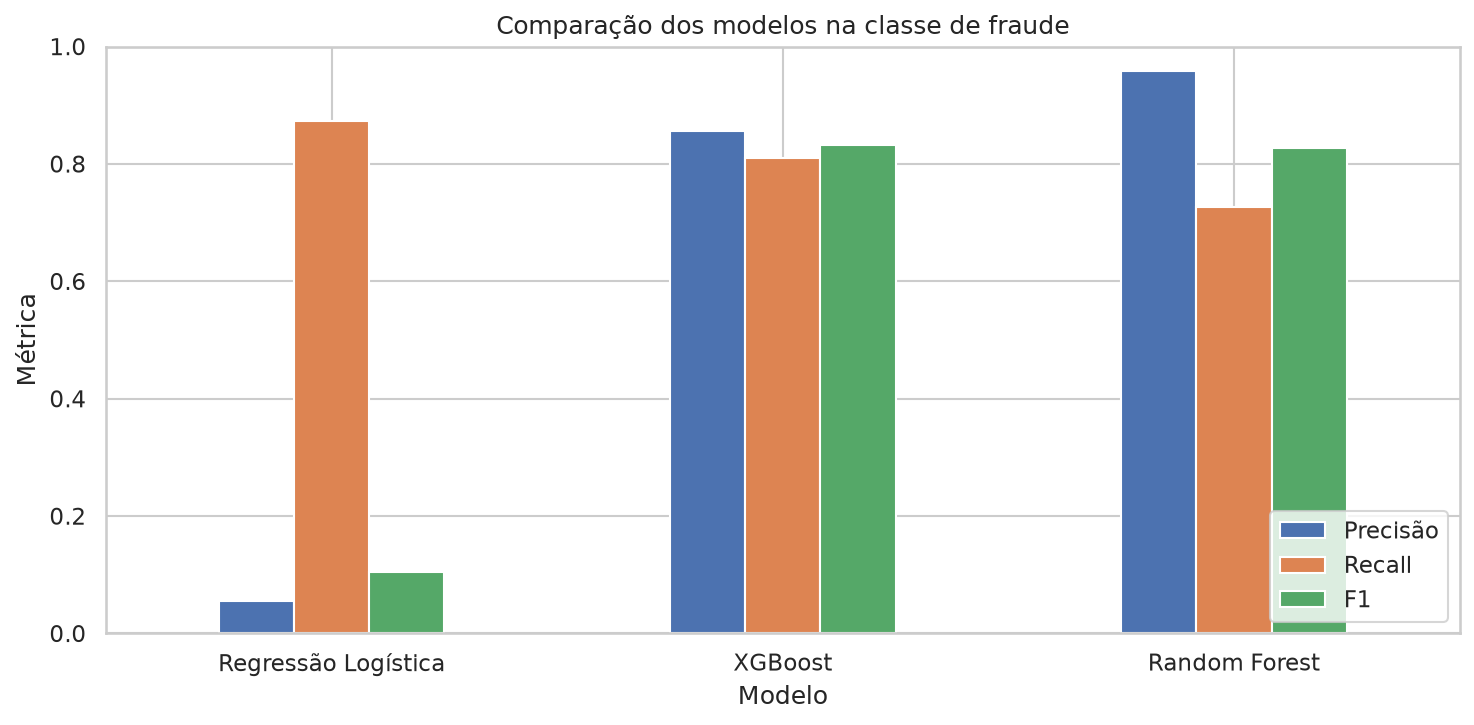 Comparação dos modelos na classe de fraude
1.0
0.8
0.6
0.4
0.2
0.0
Métrica
Regressão Logística
XGBoost
Random Forest
Modelo
Precisão
Recall
F1